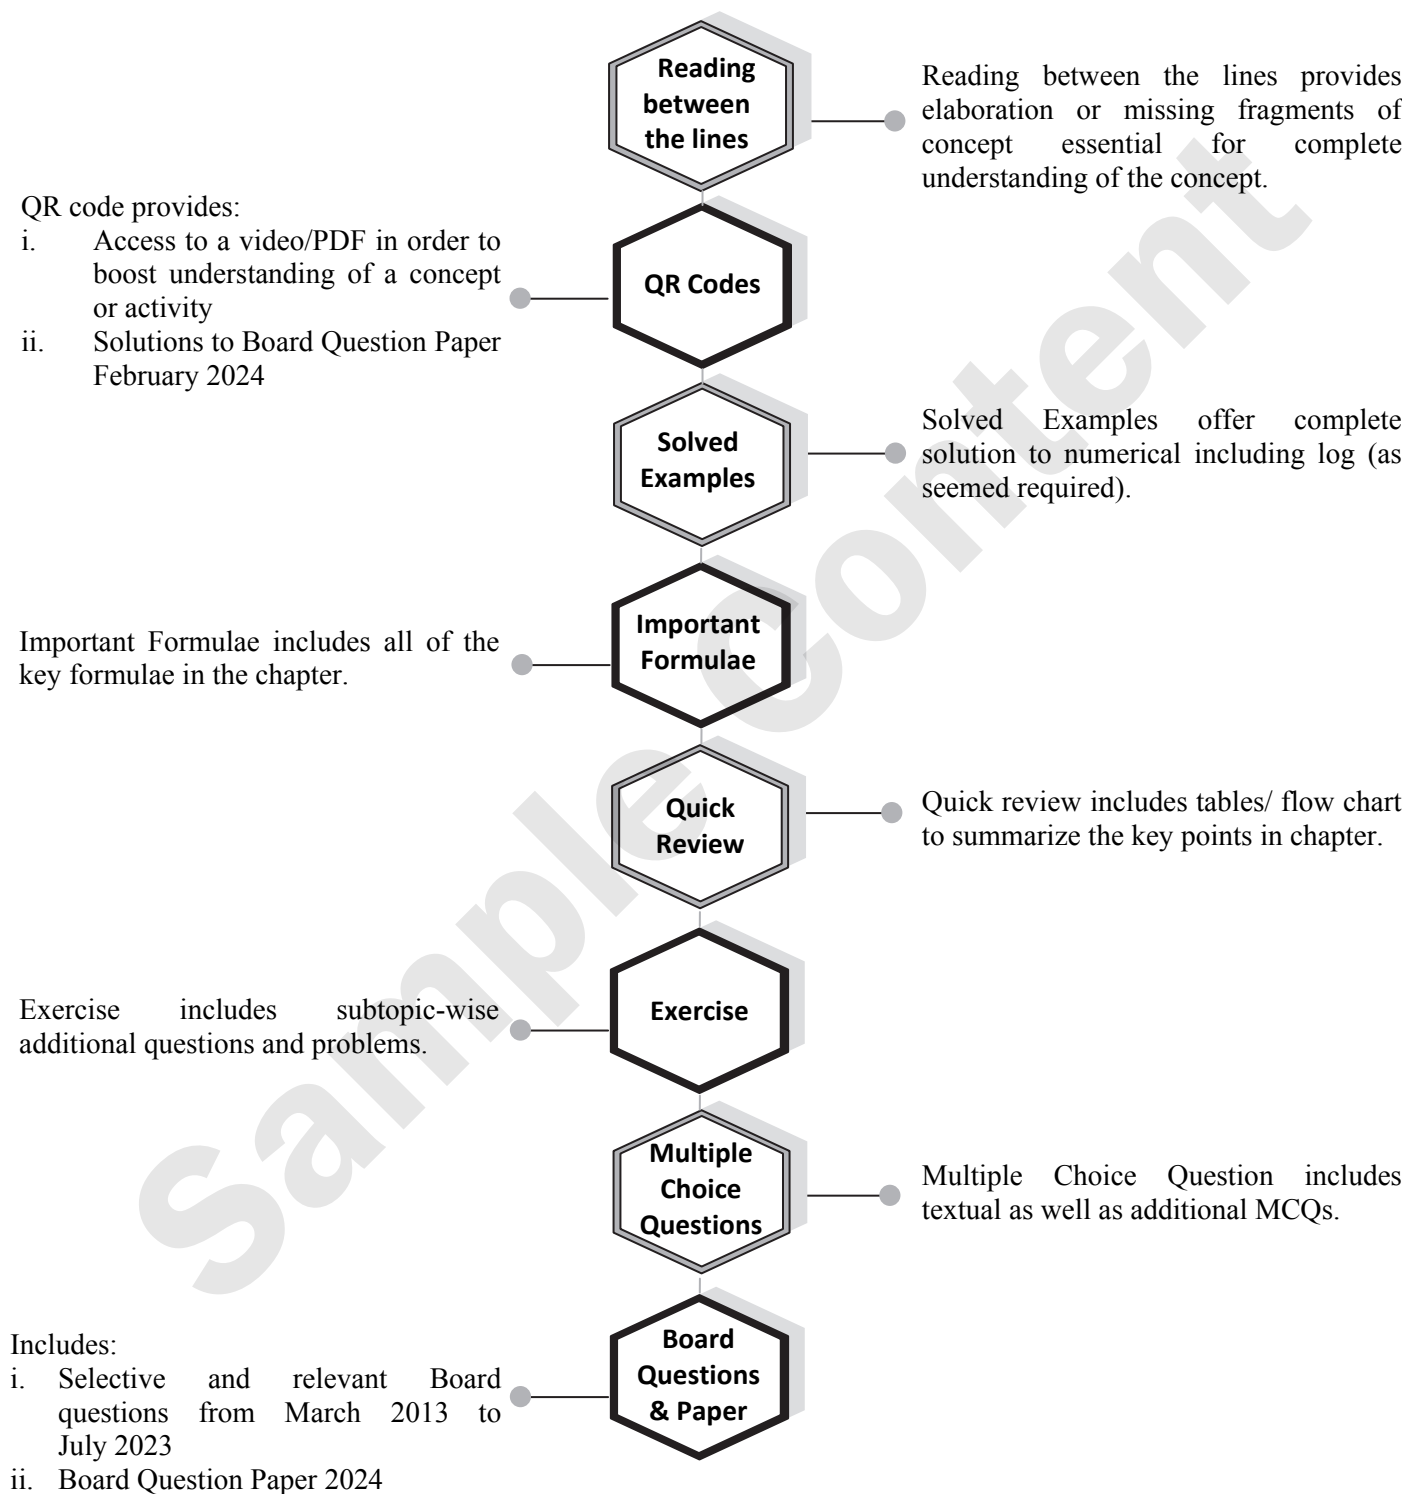 Reading
between
the lines
Reading between the lines provides
elaboration or missing fragments of
concept essential for complete
understanding of the concept.
QR code provides:
i. Access to a video/PDF in order to
boost understanding of a concept
or activity
ii. Solutions to Board Question Paper
February 2024
QR Codes
Solved
Examples
Solved Examples offer complete
solution to numerical including log (as
seemed required).
Important Formulae includes all of the
key formulae in the chapter.
Important
Formulae
Quick
Review
Quick review includes tables/ flow chart
to summarize the key points in chapter.
Exercise includes subtopic-wise
additional questions and problems.
Exercise
Multiple
Choice
Questions
Multiple Choice Question includes
textual as well as additional MCQs.
Includes:
i. Selective and relevant Board
questions from March 2013 to
July 2023
ii. Board Question Paper 2024
Board
Questions
& Paper
Sample Content